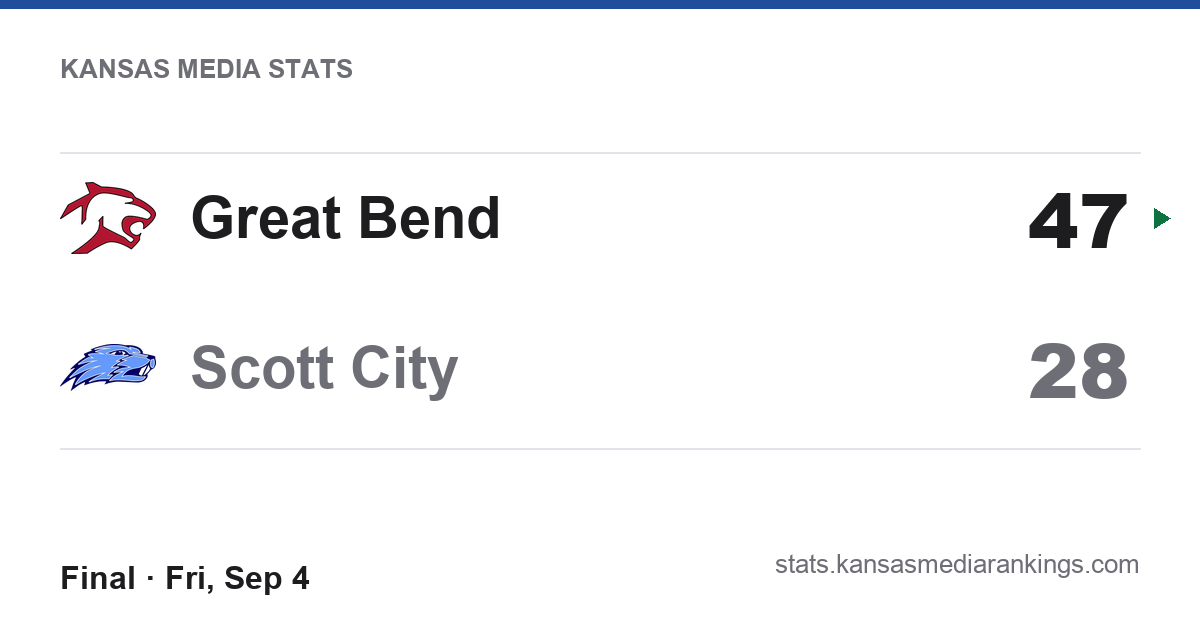 KANSAS MEDIA STATS
Great Bend 47
Scott City 28
Final · Fri, Sep 4
stats.kansasmediarankings.com